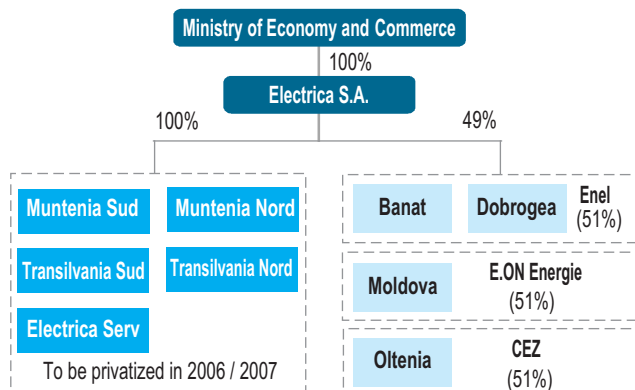 Ministry of Economy and Commerce
100%
Electrica S.A.
100%
49%
Muntenia Sud
Muntenia Nord
Transilvania Sud
Transilvania Nord
Electrica Serv
To be privatized in 2006 / 2007
Banat
Dobrogea
Enel
(51%)
Moldova
E.ON Energie
(51%)
Oltenia
CEZ
(51%)